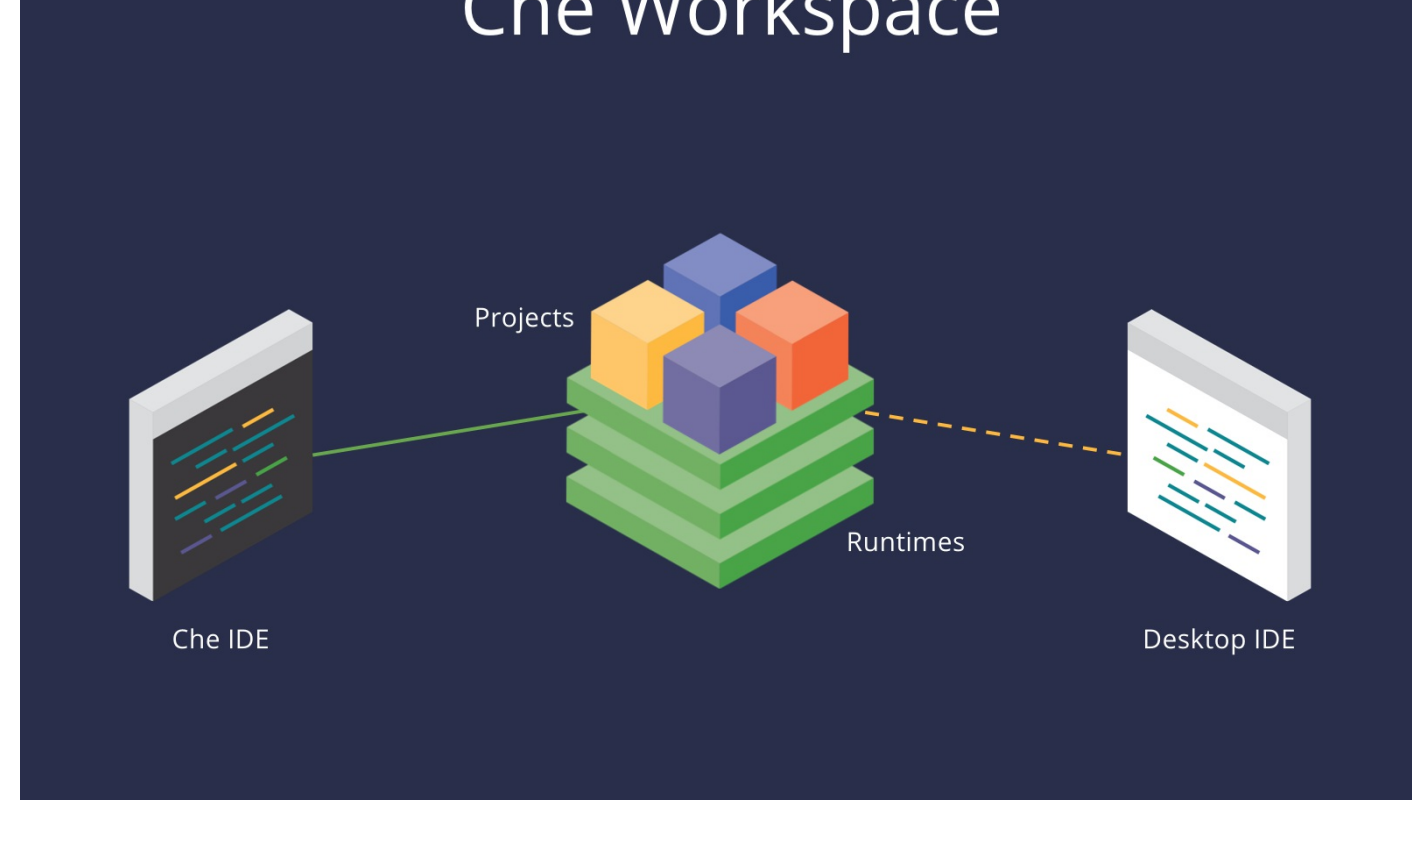 Che Workspace
Projects
Runtimes
Che IDE
Desktop IDE